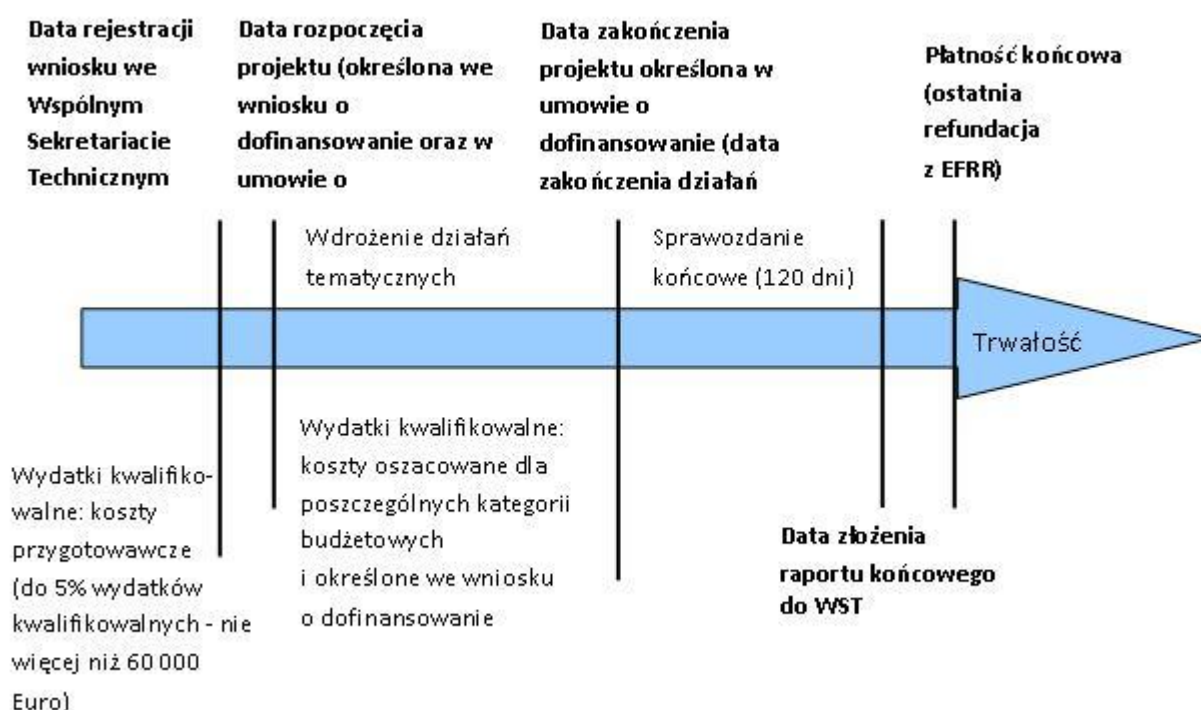 Data rejestracji
wniosku we
Wspólnym
Sekretariacie
Technicznym
Data rozpoczęcia
projektu (określona we
wniosku o
dofinansowanie oraz w
umowie o
Data zakończenia
projektu określona w
umowie o
dofinansowanie (data
zakończenia działań
Płatność końcowa
(ostatnia
refundacja
z EFRR)
Wdrożenie działań
tematycznych
Sprawozdanie
końcowe (120 dni)
Trwałość
Wydatki kwalifiko-
walne: koszty
przygotowawcze
(do 5% wydatków
kwalifikowalnych - nie
więcej niż 60 000
Euro)
Wydatki kwalifikowalne:
koszty oszacowane dla
poszczególnych kategorii
budżetowych
i określone we wniosku
o dofinansowanie
Data złożenia
raportu końcowego
do WST